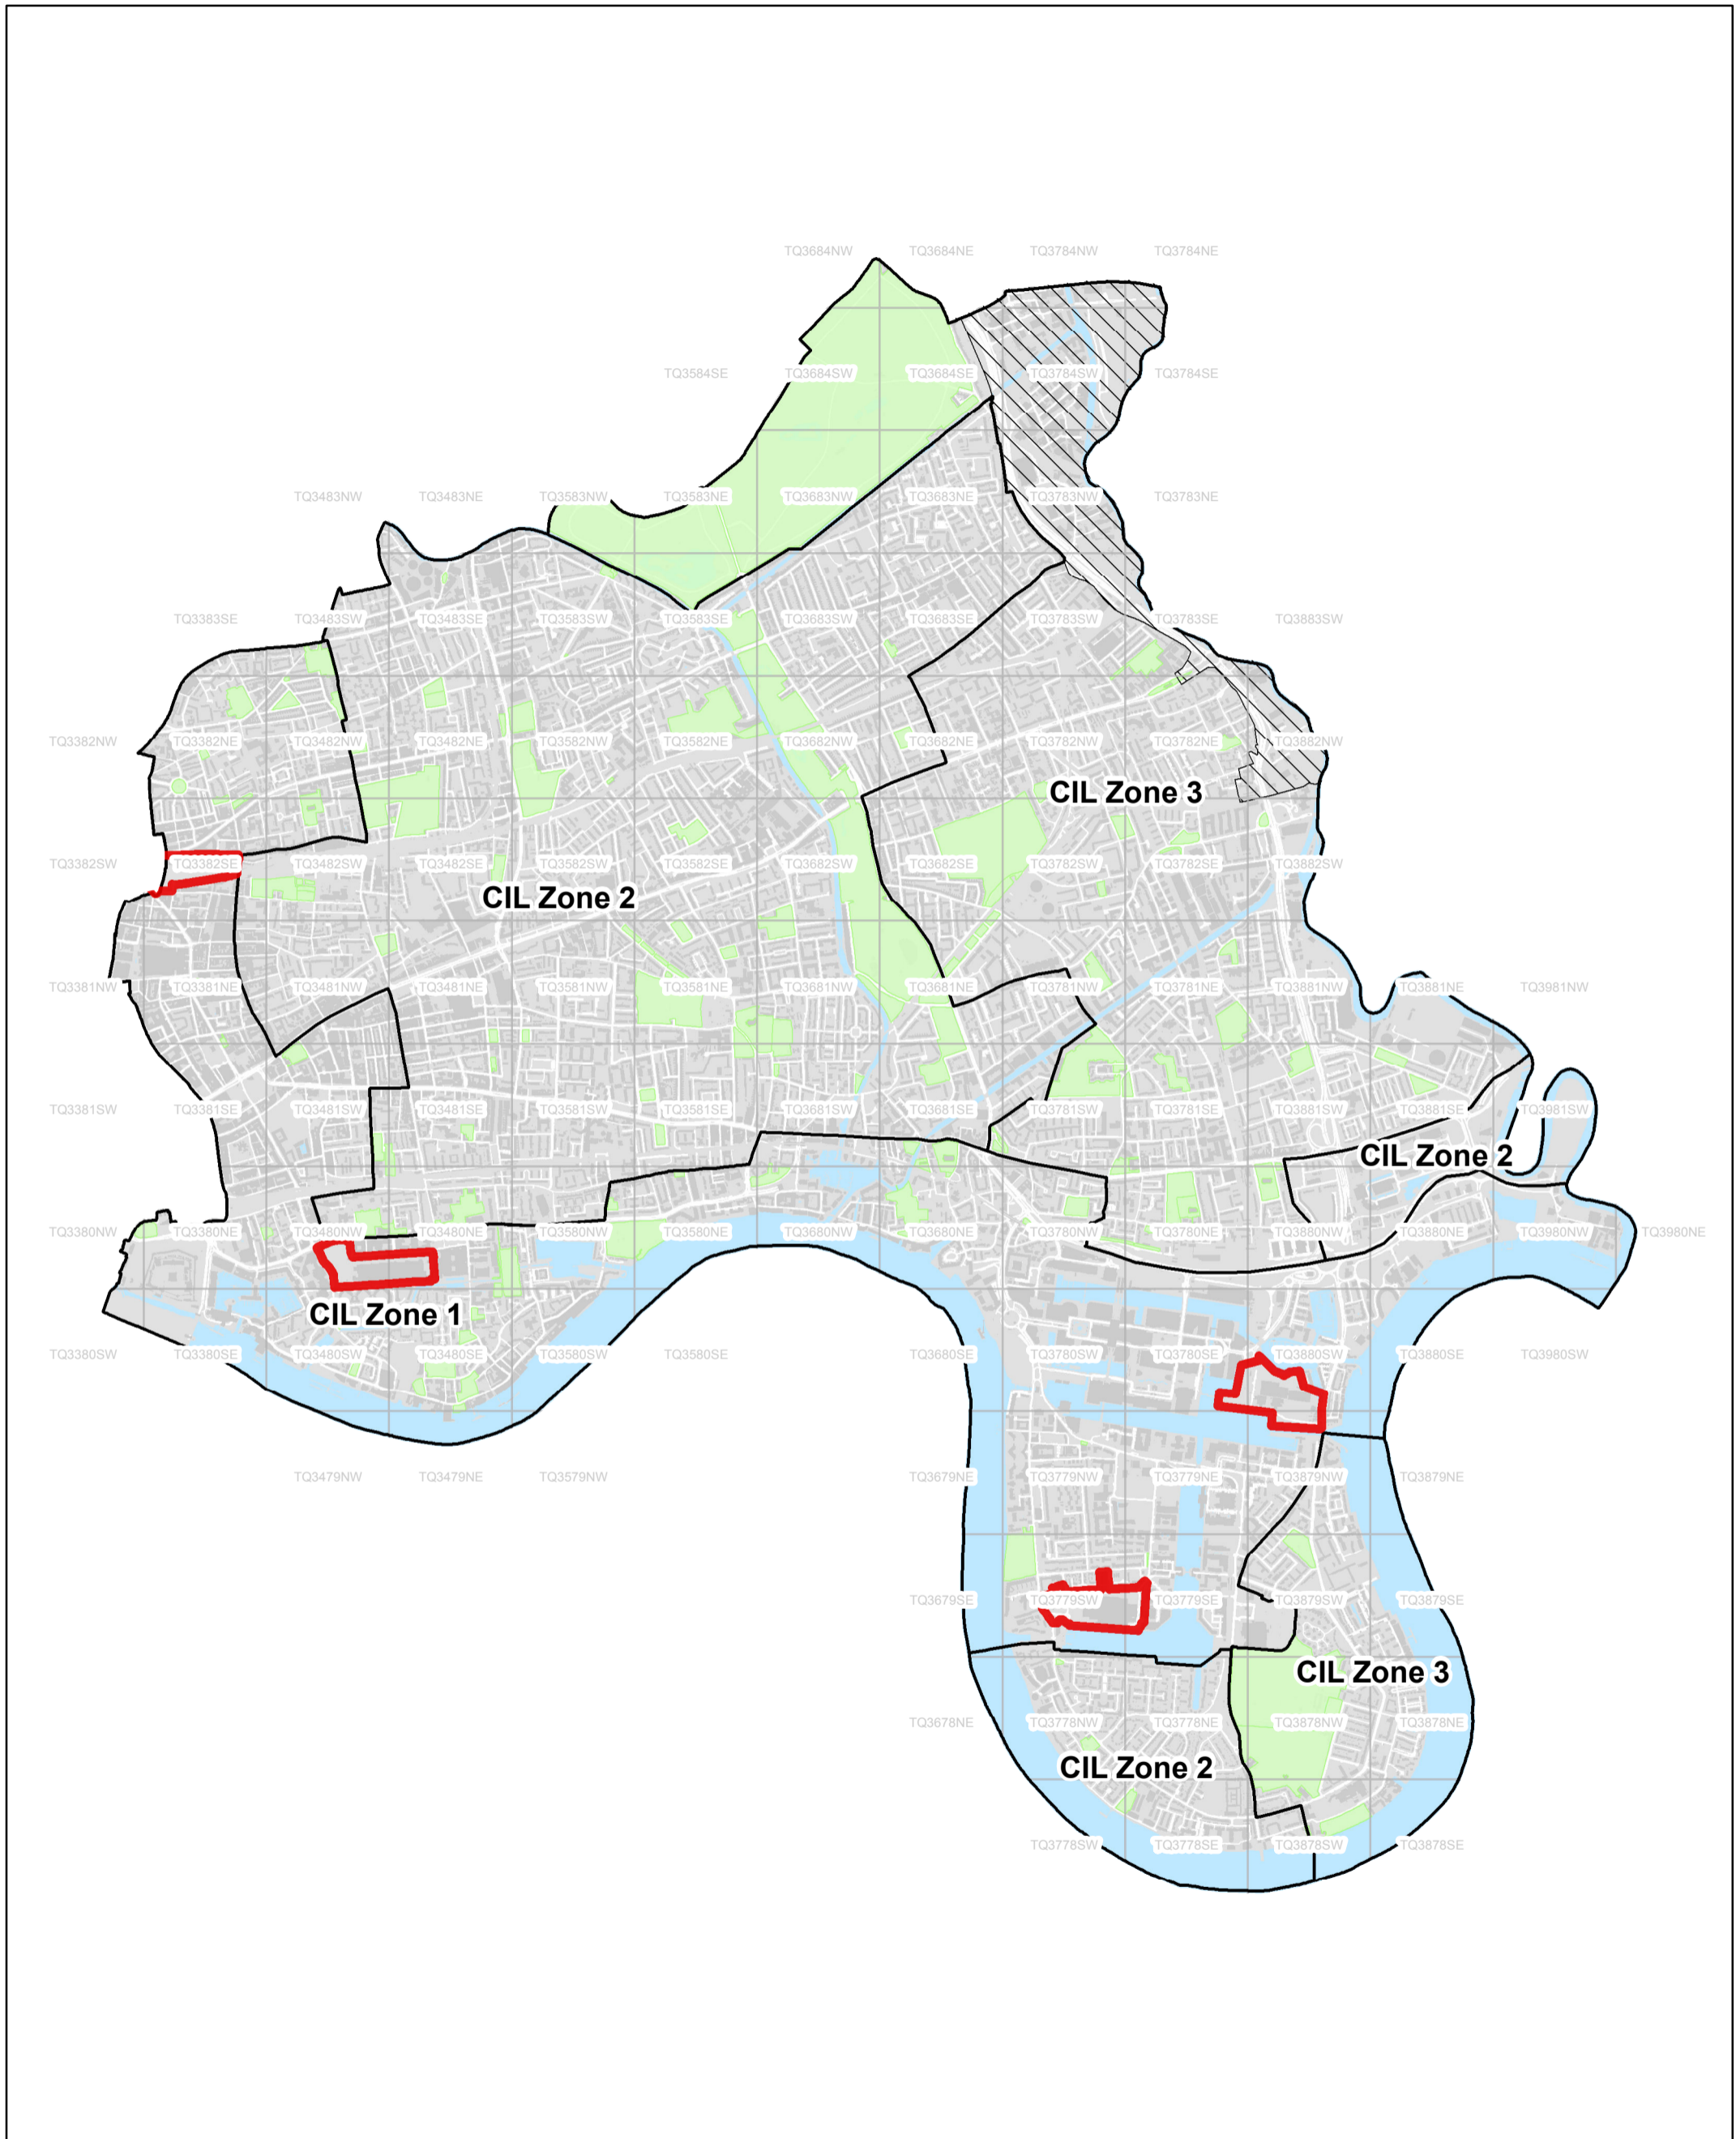 TQ3684NW TQ3684NE TQ3784NW TQ3784NE
TQ3584SE TQ3684SW TQ3684SE TQ3784SW TQ3784SE
TQ3483NW TQ3483NE TQ3583NW TQ3583NE TQ3683NW TQ3683NE TQ3783NW TQ3783NE
TQ3383SE TQ3483SW TQ3483SE TQ3583SW TQ3583SE TQ3683SW TQ3683SE TQ3783SW TQ3783SE TQ3883SW
TQ3382NW TQ3382NE TQ3482NW TQ3482NE TQ3582NW TQ3582NE TQ3682NW TQ3682NE TQ3782NW TQ3782NE TQ3882NW
CIL Zone 3
TQ3382SW TQ3382SE TQ3482SW TQ3482SE TQ3582SW TQ3582SE TQ3682SW TQ3682SE TQ3782SW TQ3782SE TQ3882SW
CIL Zone 2
TQ3381NW TQ3381NE TQ3481NW TQ3481NE TQ3581NW TQ3581NE TQ3681NW TQ3681NE TQ3781NW TQ3781NE TQ3881NW TQ3881NE TQ3981NW
TQ3381SW TQ3381SE TQ3481SW TQ3481SE TQ3581SW TQ3581SE TQ3681SW TQ3681SE TQ3781SW TQ3781SE TQ3881SW TQ3881SE TQ3981SW
CIL Zone 2
TQ3380NW TQ3380NE TQ3480NW TQ3480NE TQ3580NW TQ3580NE TQ3680NW TQ3680NE TQ3780NW TQ3780NE TQ3880NW TQ3880NE TQ3980NW TQ3980NE
CIL Zone 1
TQ3380SW TQ3380SE TQ3480SW TQ3480SE TQ3580SW TQ3580SE TQ3680SE TQ3780SW TQ3780SE TQ3880SW TQ3880SE TQ3980SW
TQ3479NW TQ3479NE TQ3579NW TQ3679NE TQ3779NW TQ3779NE TQ3879NW TQ3879NE
TQ3679SE TQ3779SW TQ3779SE TQ3879SW TQ3879SE
CIL Zone 3
TQ3678NE TQ3778NW TQ3778NE TQ3878NW TQ3878NE
CIL Zone 2
TQ3778SW TQ3778SE TQ3878SW TQ3878SE